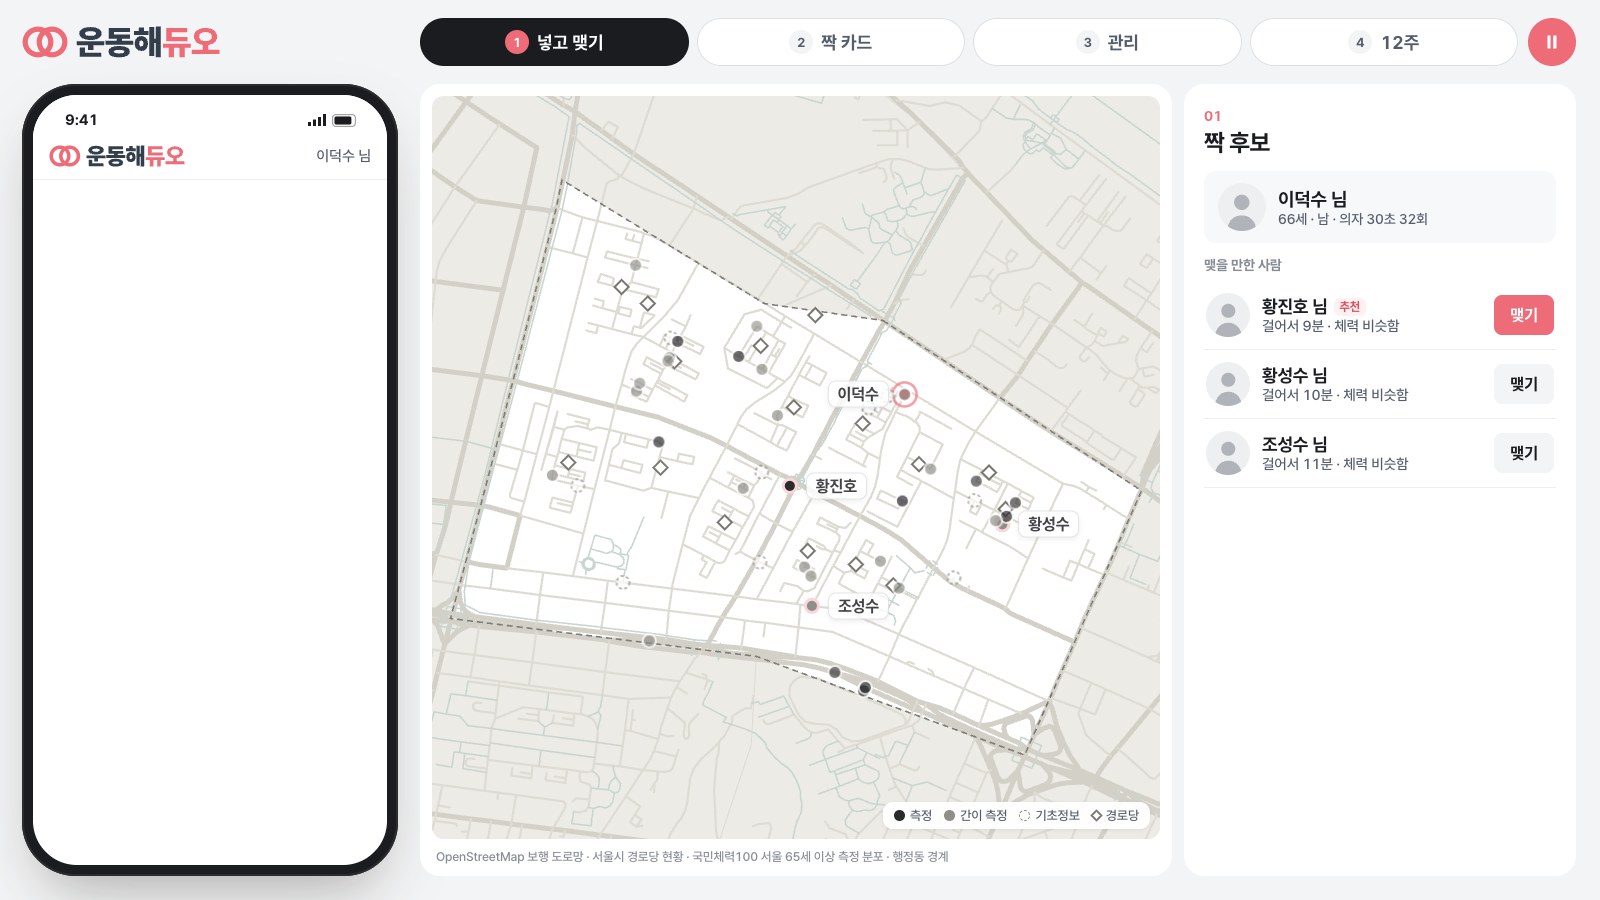 운동해듀오
1 넣고 맺기
2 짝 카드
3 관리
4 12주
9:41
운동해듀오
이덕수 님
이덕수
황진호
황성수
조성수
측정
간이 측정
기초정보
경로당
OpenStreetMap 보행 도로망 · 서울시 경로당 현황 · 국민체력100 서울 65세 이상 측정 분포 · 행정동 경계
01
짝 후보
이덕수 님
66세 · 남 · 의자 30초 32회
맺을 만한 사람
황진호 님 추천
걸어서 9분 · 체력 비슷함
맺기
황성수 님
걸어서 10분 · 체력 비슷함
맺기
조성수 님
걸어서 11분 · 체력 비슷함
맺기